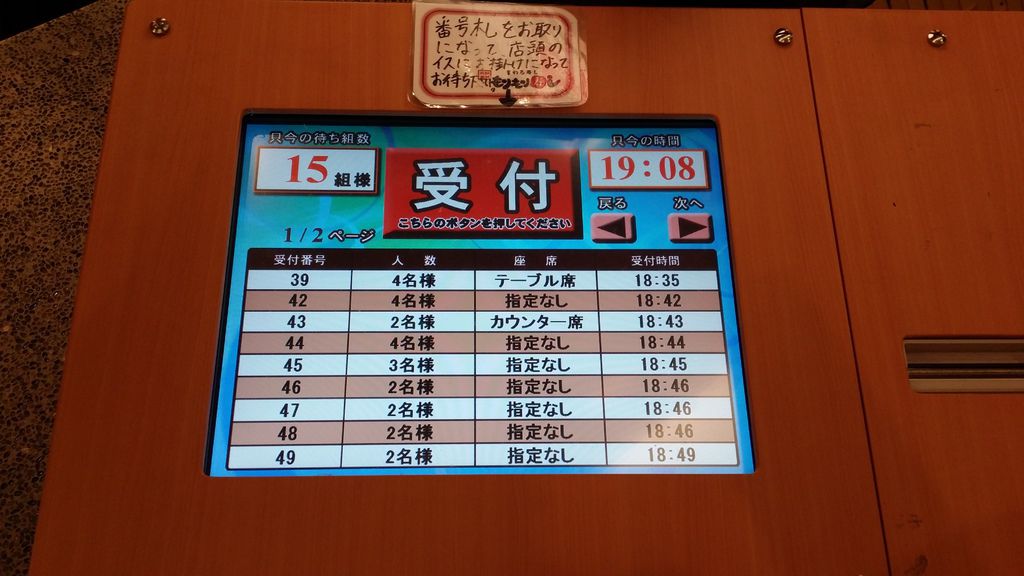 番号札をお取り
になって、店頭の
イスにお掛けになって
お待ち下
只今の待ち組数
15組様
受付
こちらのボタンを押してください
只今の時間
19:08
戻る 次へ
1/2ページ
受付番号 人数 座席 受付時間
39 4名様 テーブル席 18:35
42 4名様 指定なし 18:42
43 2名様 カウンター席 18:43
44 4名様 指定なし 18:44
45 3名様 指定なし 18:45
46 2名様 指定なし 18:46
47 2名様 指定なし 18:46
48 2名様 指定なし 18:46
49 2名様 指定なし 18:49